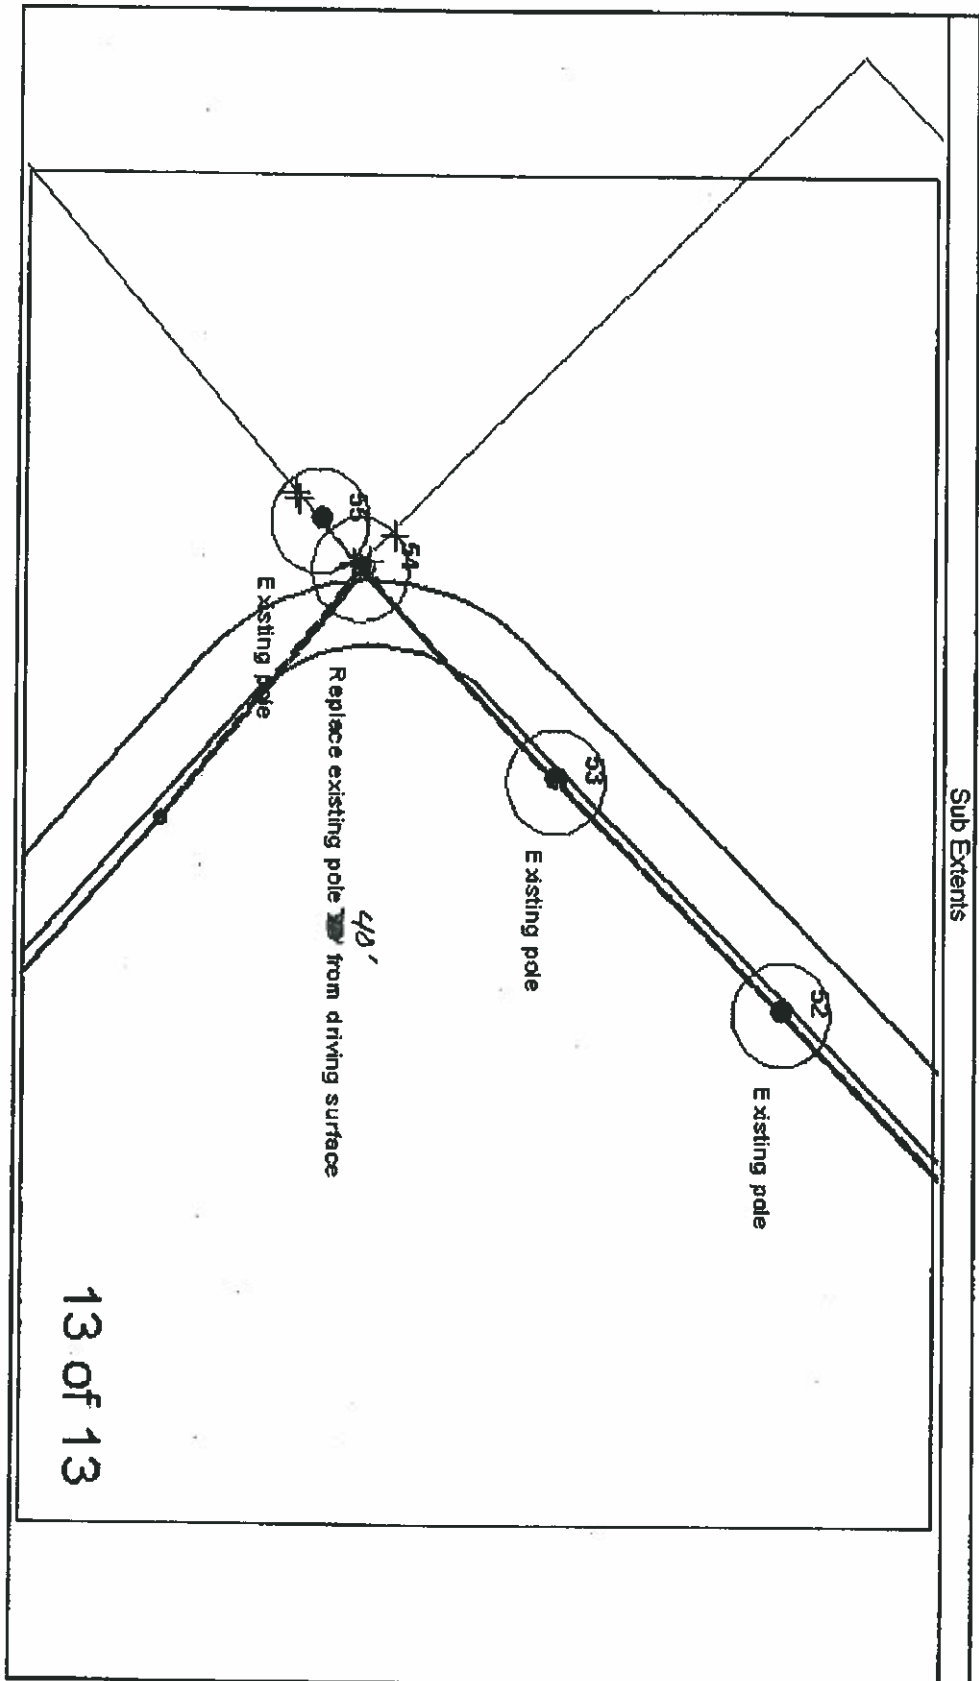 Sub Extents
52
Existing pole
53
Existing pole
54
40'
Replace existing pole from driving surface
55
Existing pole
13 of 13